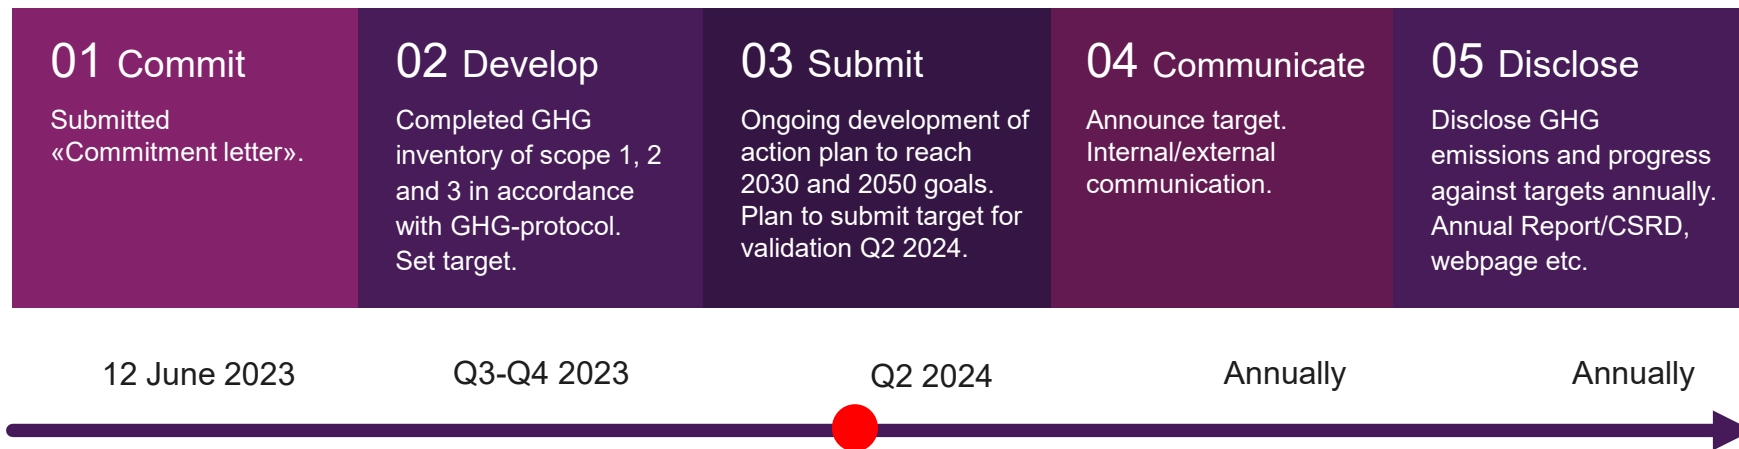 01 Commit
Submitted
«Commitment letter».
02 Develop
Completed GHG
inventory of scope 1, 2
and 3 in accordance
with GHG-protocol.
Set target.
03 Submit
Ongoing development of
action plan to reach
2030 and 2050 goals.
Plan to submit target for
validation Q2 2024.
04 Communicate
Announce target.
Internal/external
communication.
05 Disclose
Disclose GHG
emissions and progress
against targets annually.
Annual Report/CSRD,
webpage etc.
12 June 2023
Q3-Q4 2023
Q2 2024
Annually
Annually